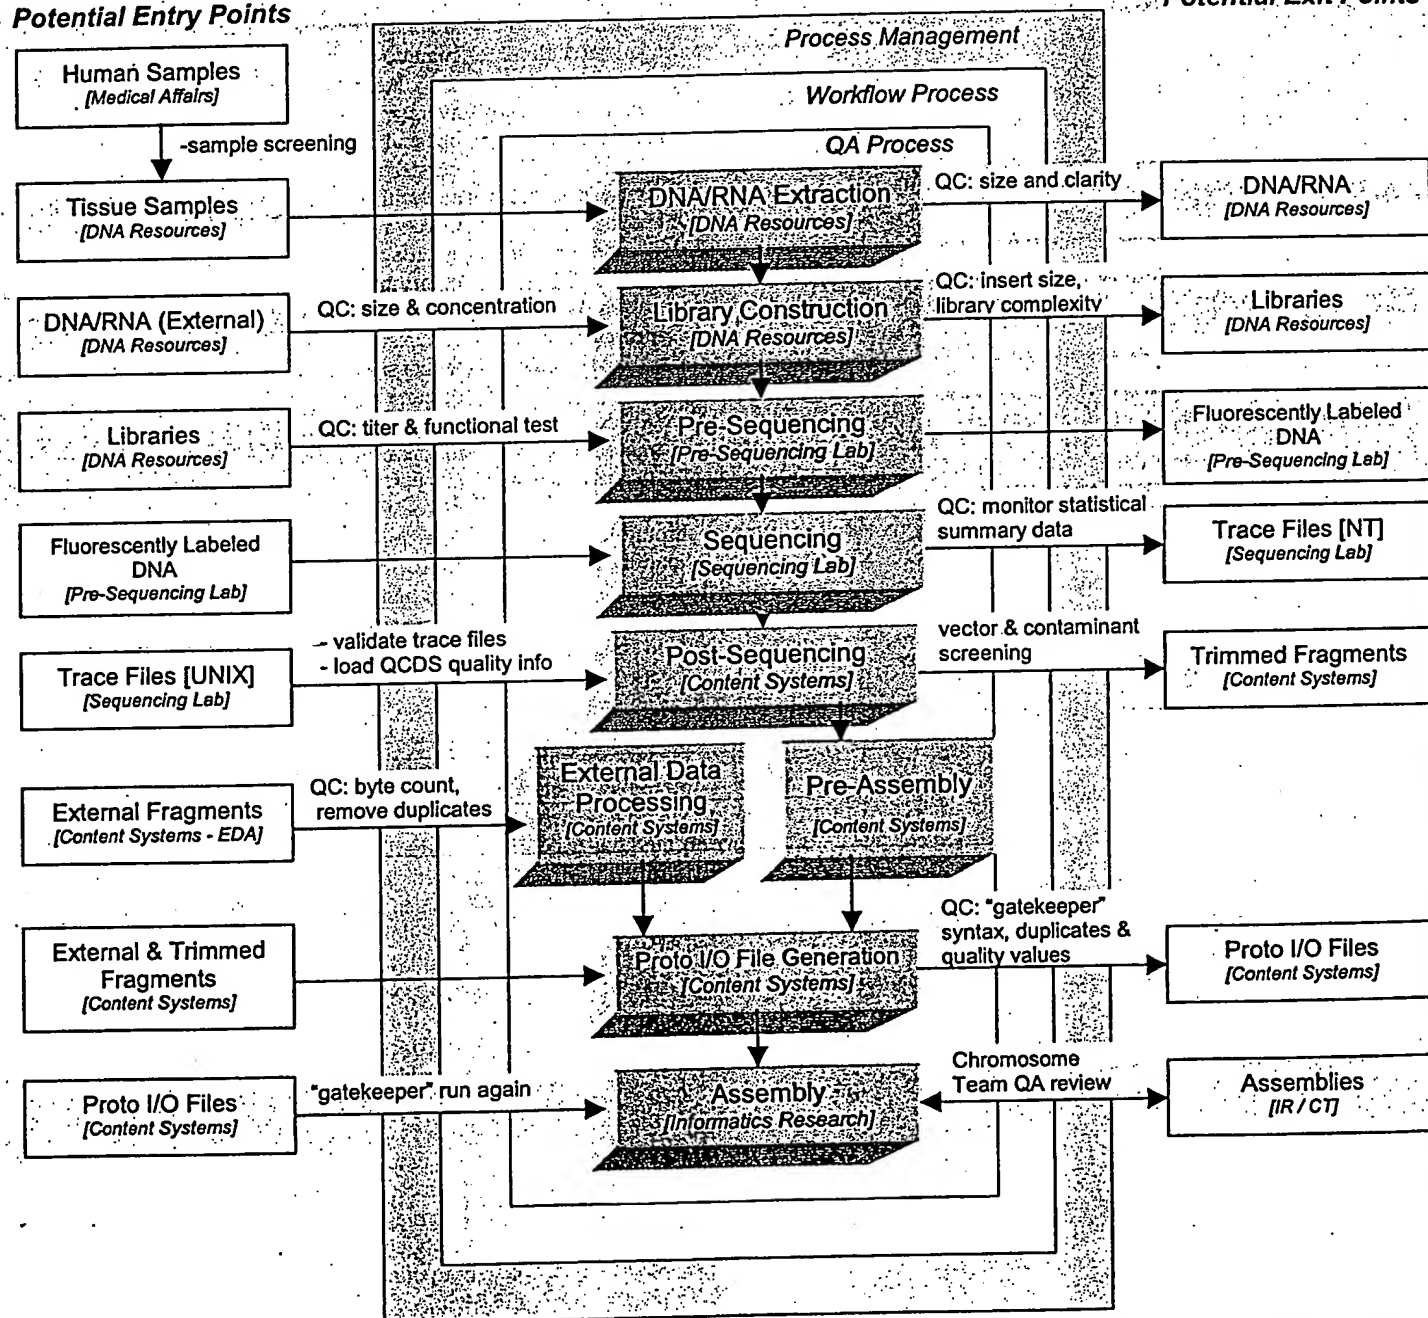 Potential Entry Points
Potential Exit Points
Process Management
Human Samples
[Medical Affairs]
Workflow Process
-sample screening
QA Process
Tissue Samples
[DNA Resources]
DNA/RNA Extraction
[DNA Resources]
QC: size and clarity
DNA/RNA
[DNA Resources]
DNA/RNA (External)
[DNA Resources]
QC: size & concentration
Library Construction
[DNA Resources]
QC: insert size,
library complexity
Libraries
[DNA Resources]
Libraries
[DNA Resources]
QC: titer & functional test
Pre-Sequencing
[Pre-Sequencing Lab]
Fluorescently Labeled
DNA
[Pre-Sequencing Lab]
Fluorescently Labeled
DNA
[Pre-Sequencing Lab]
Sequencing
[Sequencing Lab]
QC: monitor statistical
summary data
Trace Files [NT]
[Sequencing Lab]
Trace Files [UNIX]
[Sequencing Lab]
- validate trace files
- load QCDS quality info
Post-Sequencing
[Content Systems]
vector & contaminant
screening
Trimmed Fragments
[Content Systems]
External Fragments
[Content Systems - EDA]
QC: byte count,
remove duplicates
External Data
Processing
[Content Systems]
Pre-Assembly
[Content Systems]
External & Trimmed
Fragments
[Content Systems]
Proto I/O File Generation
[Content Systems]
QC: "gatekeeper"
syntax, duplicates &
quality values
Proto I/O Files
[Content Systems]
Proto I/O Files
[Content Systems]
"gatekeeper" run again
Assembly
[Informatics Research]
Chromosome
Team QA review
Assemblies
[IR / CT]